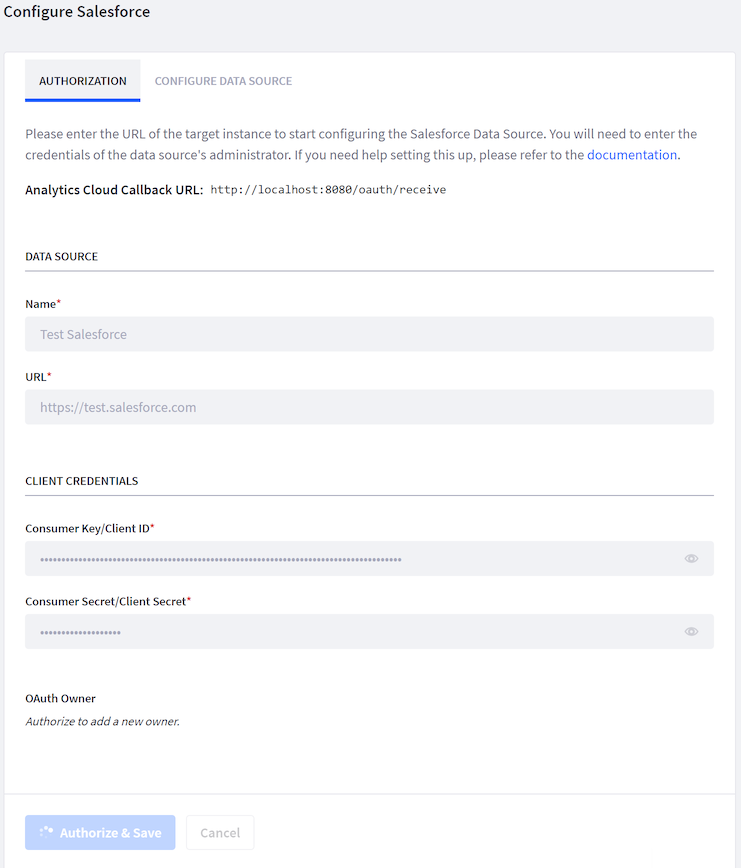 Configure Salesforce
AUTHORIZATION CONFIGURE DATA SOURCE
Please enter the URL of the target instance to start configuring the Salesforce Data Source. You will need to enter the
credentials of the data source's administrator. If you need help setting this up, please refer to the documentation.
Analytics Cloud Callback URL: http://localhost:8080/oauth/receive
DATA SOURCE
Name*
Test Salesforce
URL*
https://test.salesforce.com
CLIENT CREDENTIALS
Consumer Key/Client ID*
Consumer Secret/Client Secret*
OAuth Owner
Authorize to add a new owner.
Authorize & Save Cancel